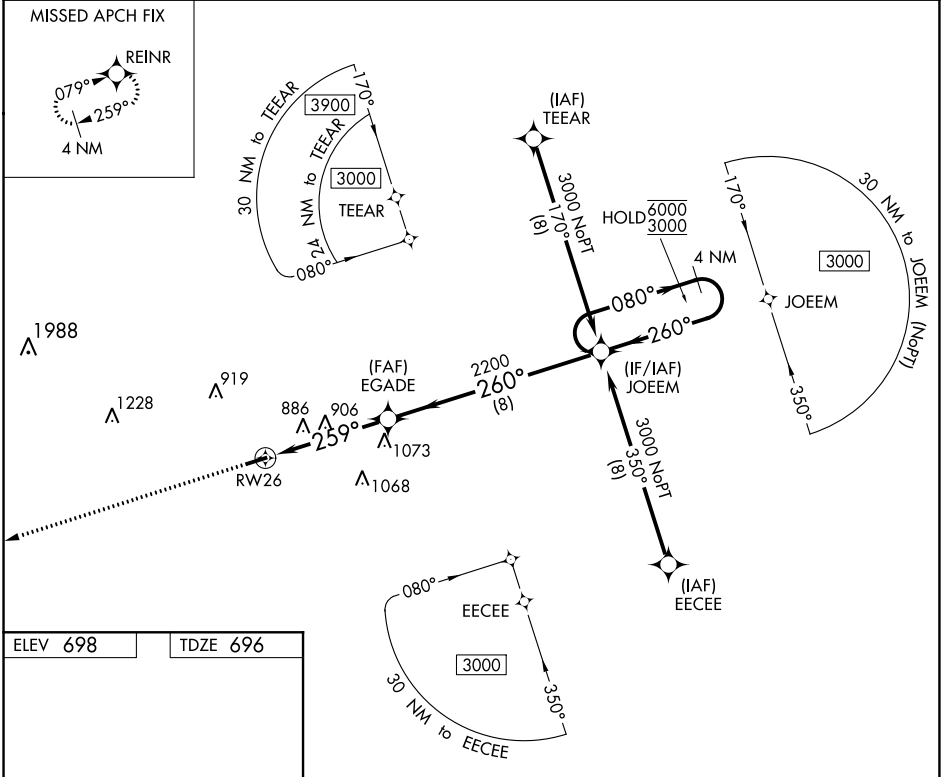 MISSED APCH FIX
REINR
079°
259°
4 NM
30 NM to TEEAR
3900
170°
24 NM to TEEAR
3000
TEEAR
080°
(IAF)
TEEAR
3000 NoPT
170°
(8)
HOLD
6000
3000
4 NM
080°
260°
(IF/IAF)
JOEEM
170°
30 NM to JOEEM (NoPT)
3000
JOEEM
350°
1988
1228
919
886
906
(FAF)
EGADE
2200
260°
(8)
259°
1073
1068
RW26
3000 NoPT
350°
(8)
(IAF)
EECEE
080°
EECEE
3000
350°
30 NM to EECEE
ELEV 698
TDZE 696